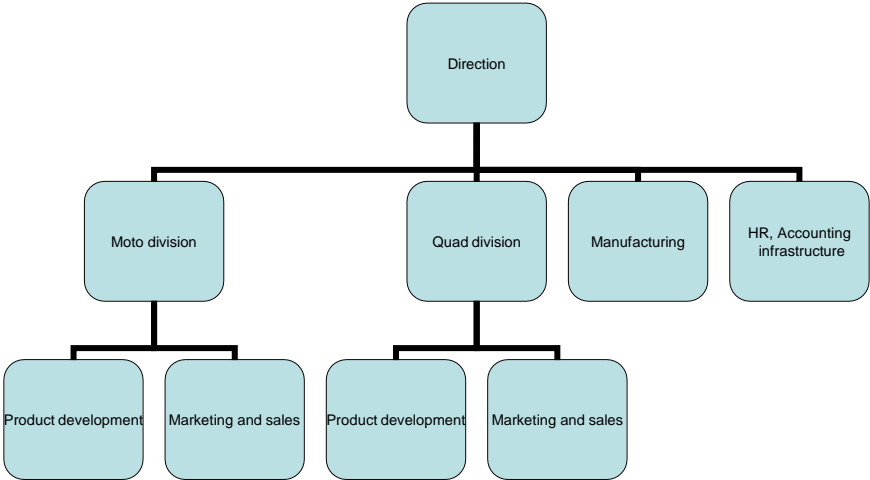 Direction
Moto division
Quad division
Manufacturing
HR, Accounting
infrastructure
Product development
Marketing and sales
Product development
Marketing and sales